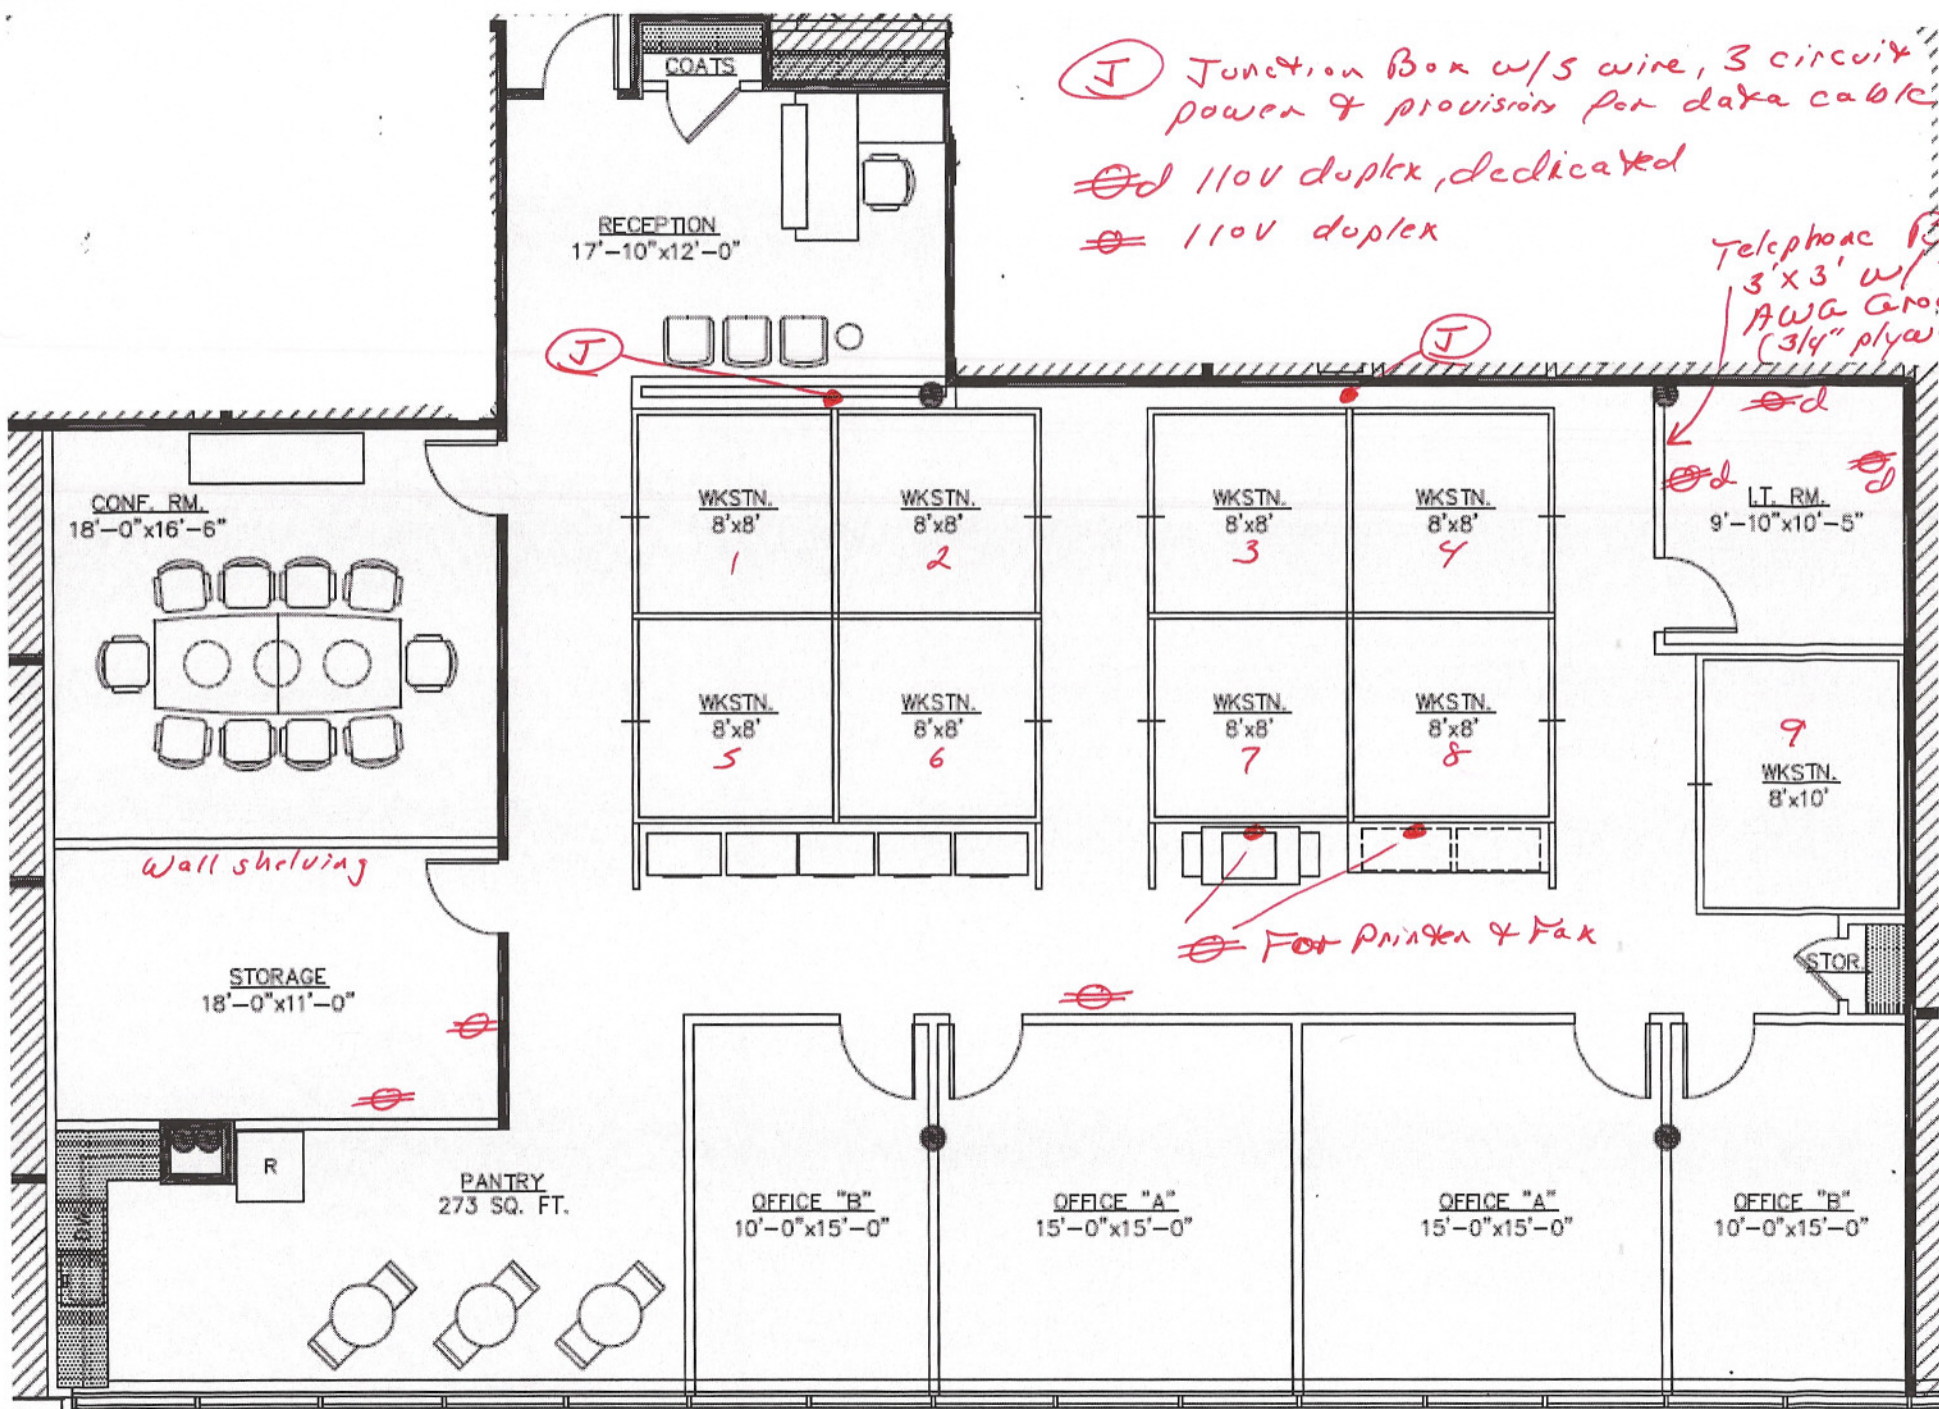 COATS
J Junction Box w/5 wire, 3 circuit
power & provision for data cable
d 110V duplex, dedicated
110V duplex
RECEPTION
17'-10"x12'-0"
Telephone
3'x3' w/
AWG
(3/4"
J
J
d
d
d
CONF. RM.
18'-0"x16'-6"
WKSTN.
8'x8'
1
WKSTN.
8'x8'
2
WKSTN.
8'x8'
3
WKSTN.
8'x8'
4
I.T. RM.
9'-10"x10'-5"
WKSTN.
8'x8'
5
WKSTN.
8'x8'
6
WKSTN.
8'x8'
7
WKSTN.
8'x8'
8
9
WKSTN.
8'x10'
Wall shelving
For Printer & Fax
STOR.
STORAGE
18'-0"x11'-0"
R
PANTRY
273 SQ. FT.
OFFICE "B"
10'-0"x15'-0"
OFFICE "A"
15'-0"x15'-0"
OFFICE "A"
15'-0"x15'-0"
OFFICE "B"
10'-0"x15'-0"